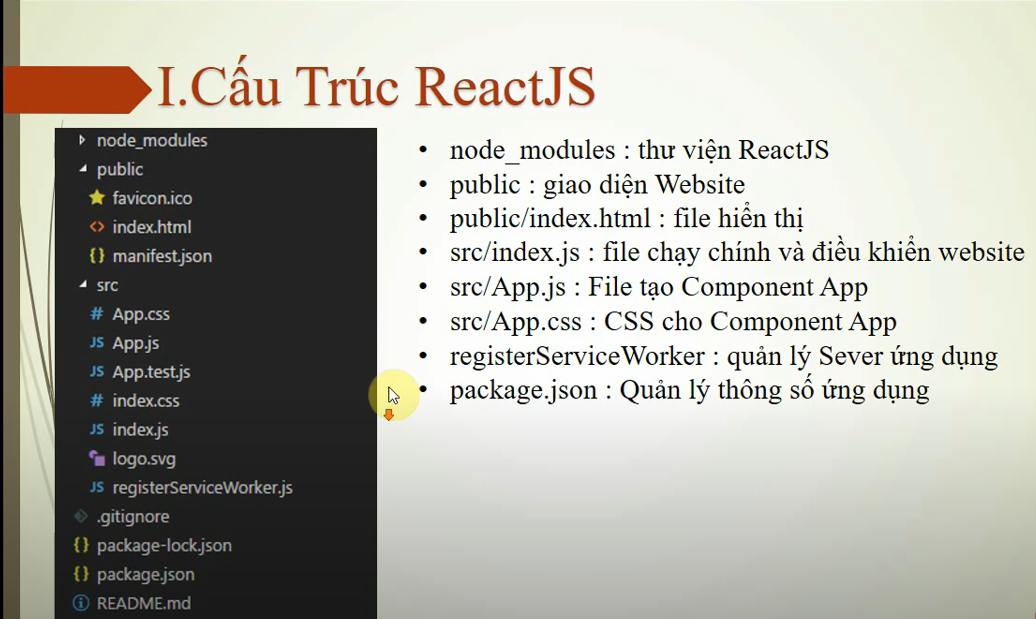 I.Cấu Trúc ReactJS
node_modules
public
favicon.ico
index.html
manifest.json
src
App.css
App.js
App.test.js
index.css
index.js
logo.svg
registerServiceWorker.js
.gitignore
package-lock.json
package.json
README.md
• node_modules : thư viện ReactJS
• public : giao diện Website
• public/index.html : file hiển thị
• src/index.js : file chạy chính và điều khiển website
• src/App.js : File tạo Component App
• src/App.css : CSS cho Component App
• registerServiceWorker : quản lý Sever ứng dụng
• package.json : Quản lý thông số ứng dụng